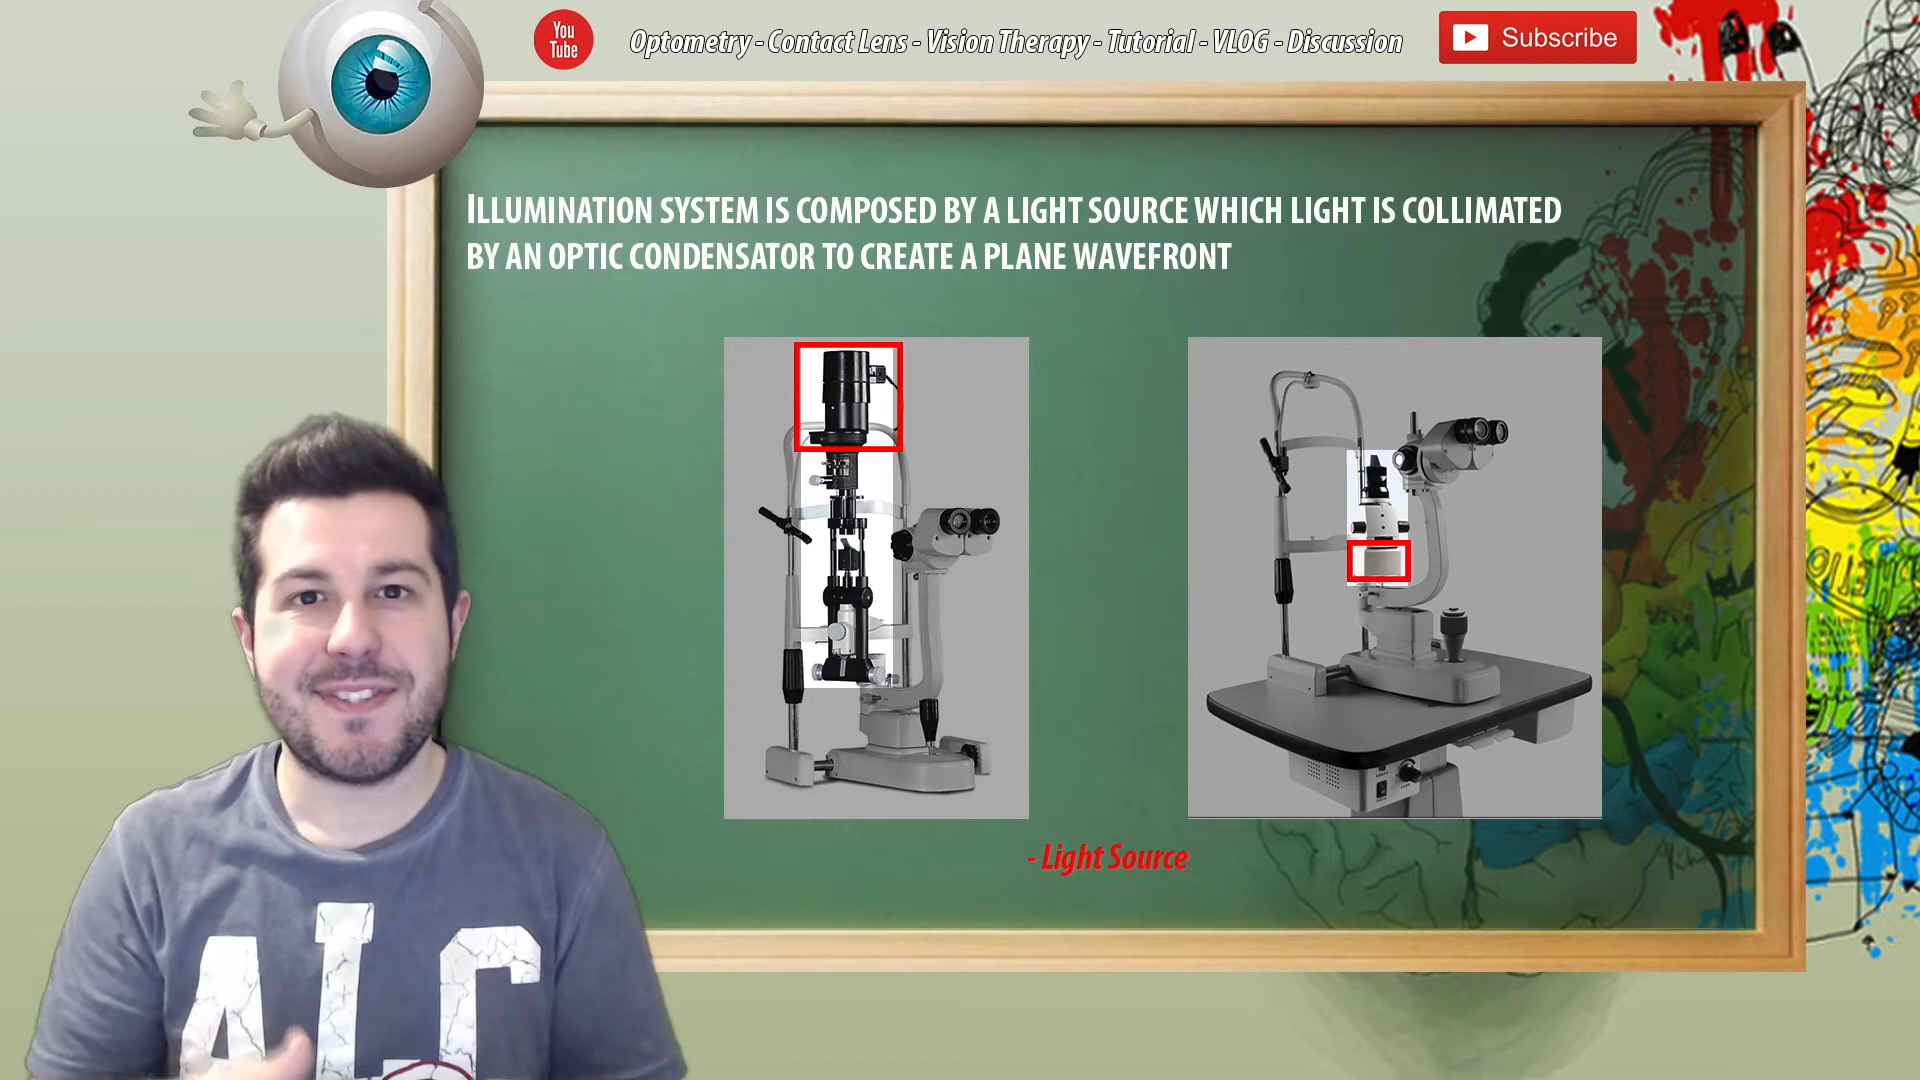 You
Tube
Optometry - Contact Lens - Vision Therapy - Tutorial - VLOG - Discussion
Subscribe
ILLUMINATION SYSTEM IS COMPOSED BY A LIGHT SOURCE WHICH LIGHT IS COLLIMATED
BY AN OPTIC CONDENSATOR TO CREATE A PLANE WAVEFRONT
- Light Source
ALC